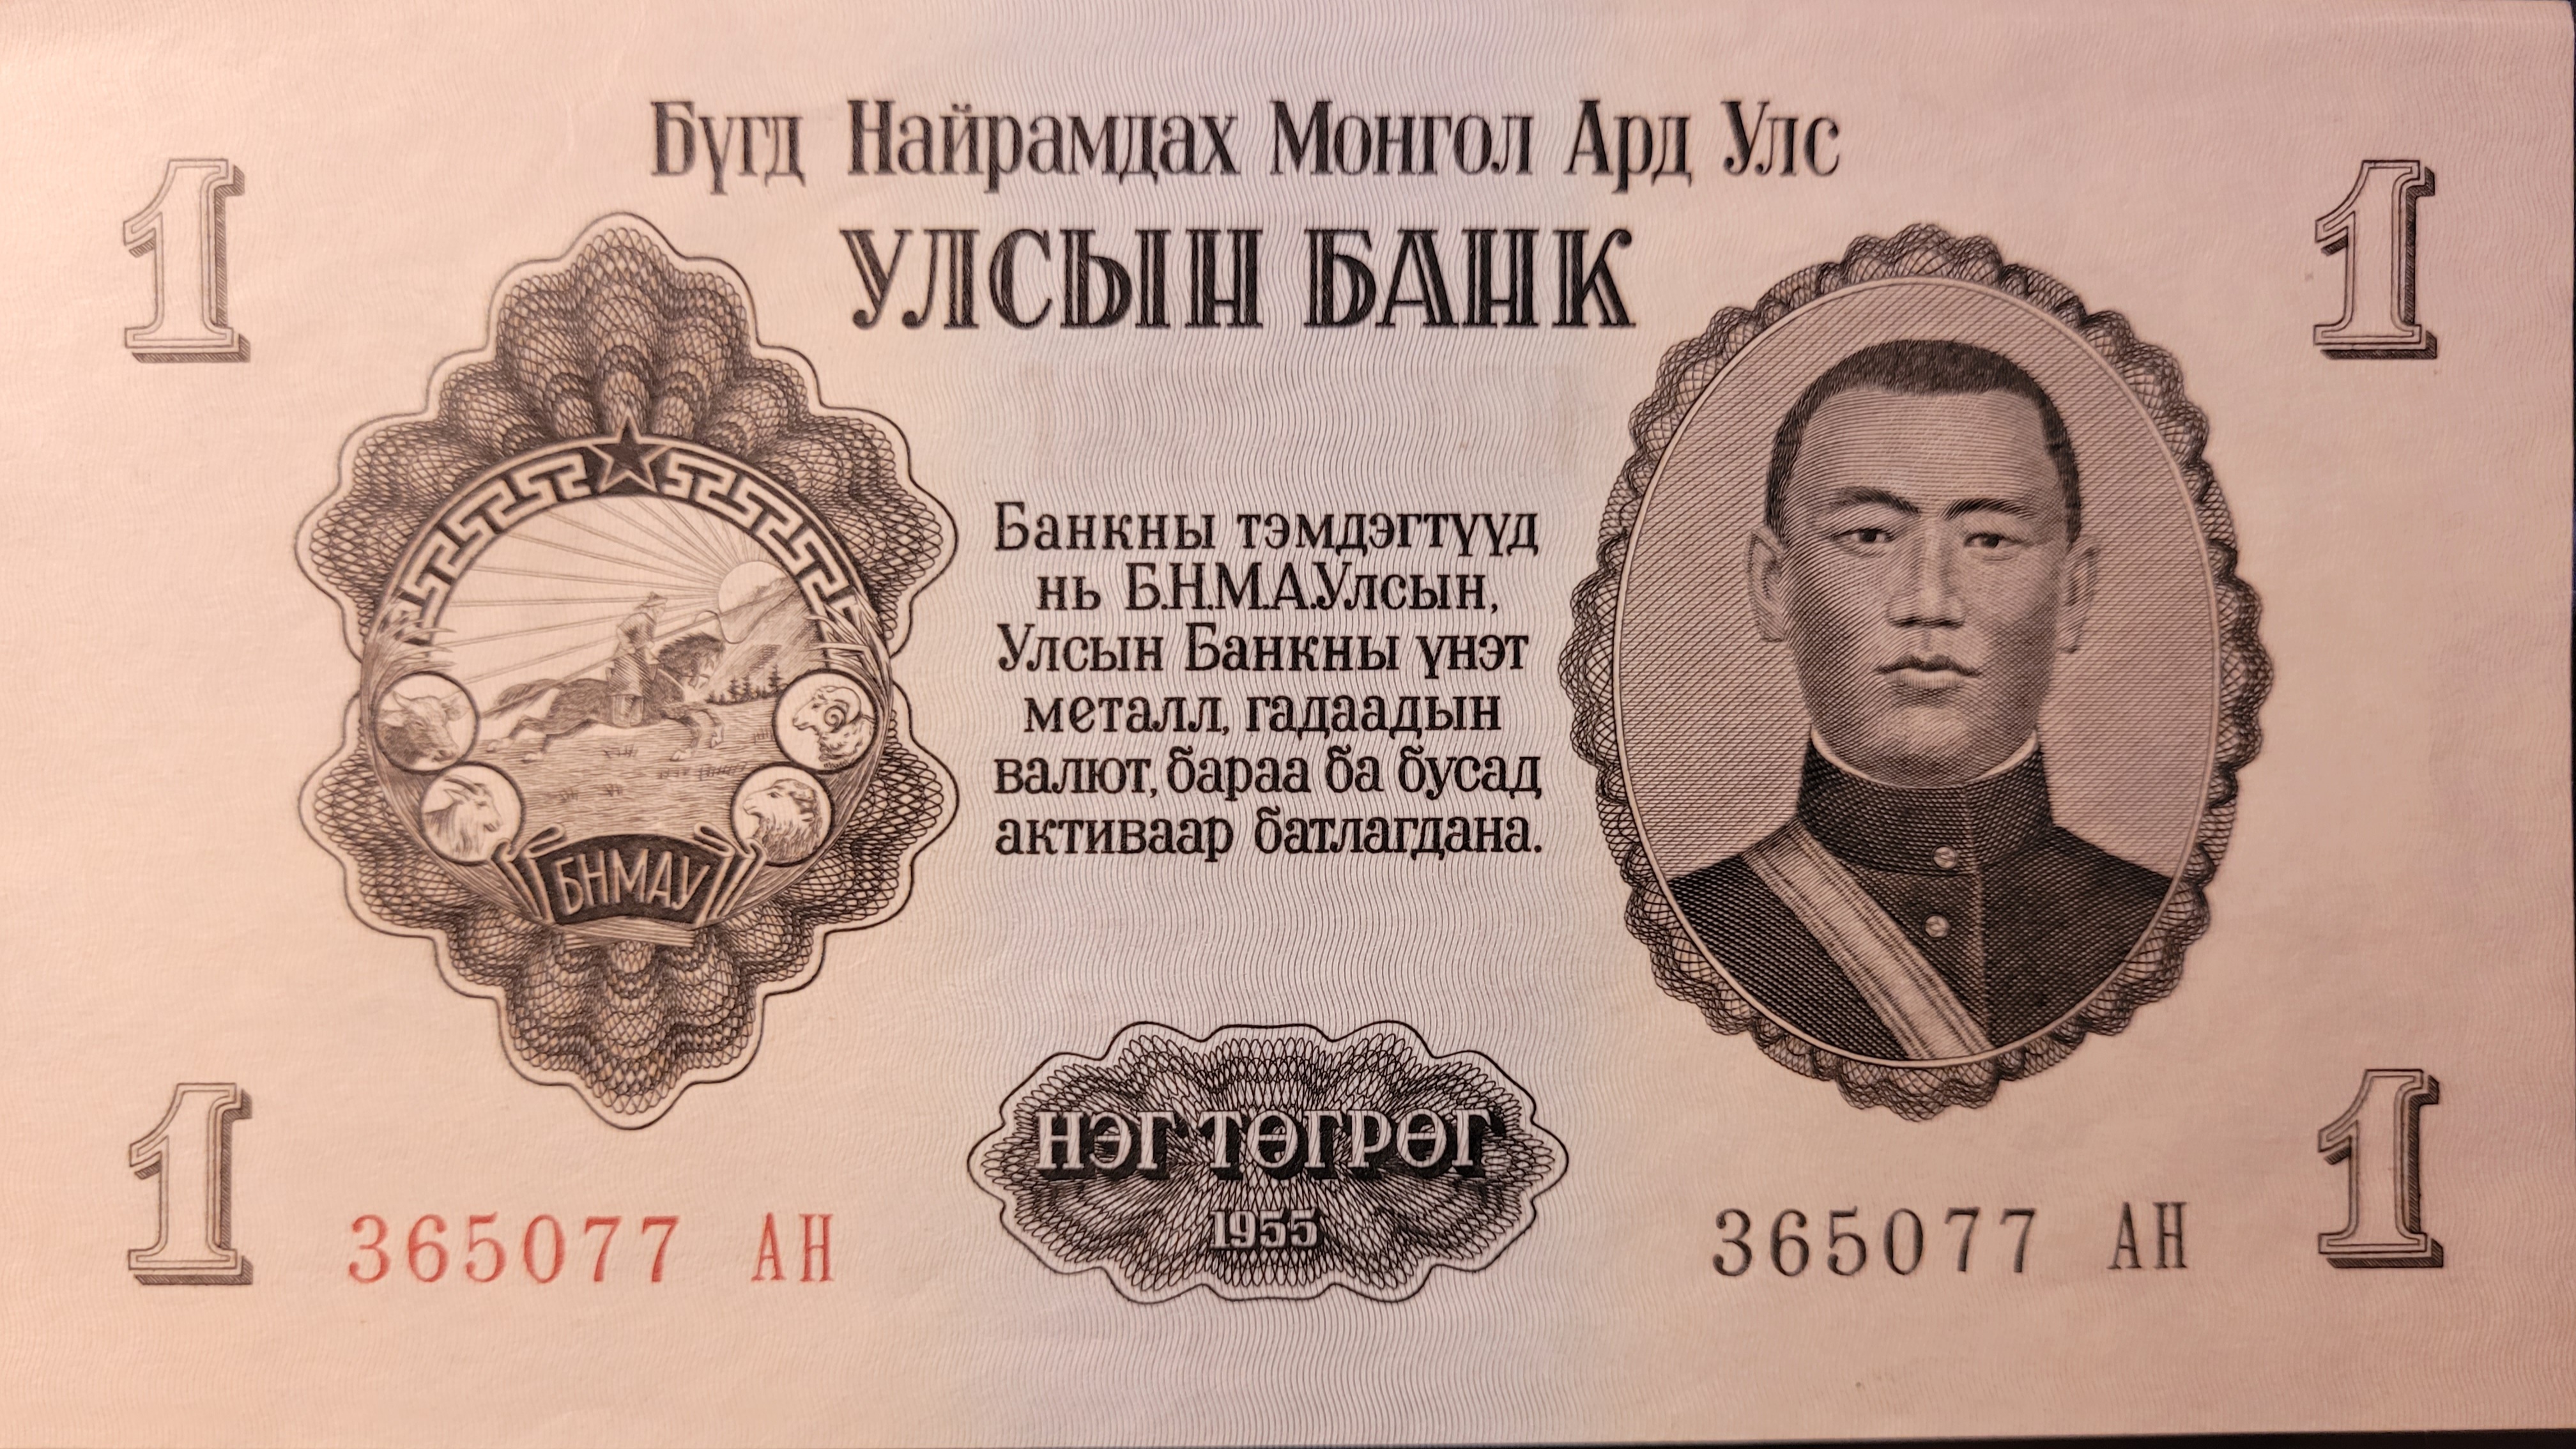 Бүгд Найрамдах Монгол Ард Улс
УЛСЫН БАНК
1
1
Банкны тэмдэгтүүд
нь Б.Н.М.А.Улсын,
Улсын Банкны үнэт
металл, гадаадын
валют, бараа ба бусад
активаар батлагдана.
БНМАУ
НЭГ ТӨГРӨГ
1955
1
1
365077 АН
365077 АН